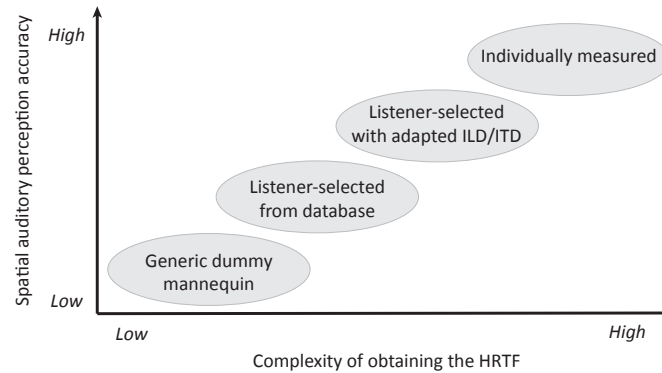 High
Spatial auditory perception accuracy
Low
Individually measured
Listener-selected
with adapted ILD/ITD
Listener-selected
from database
Generic dummy
mannequin
Low
High
Complexity of obtaining the HRTF